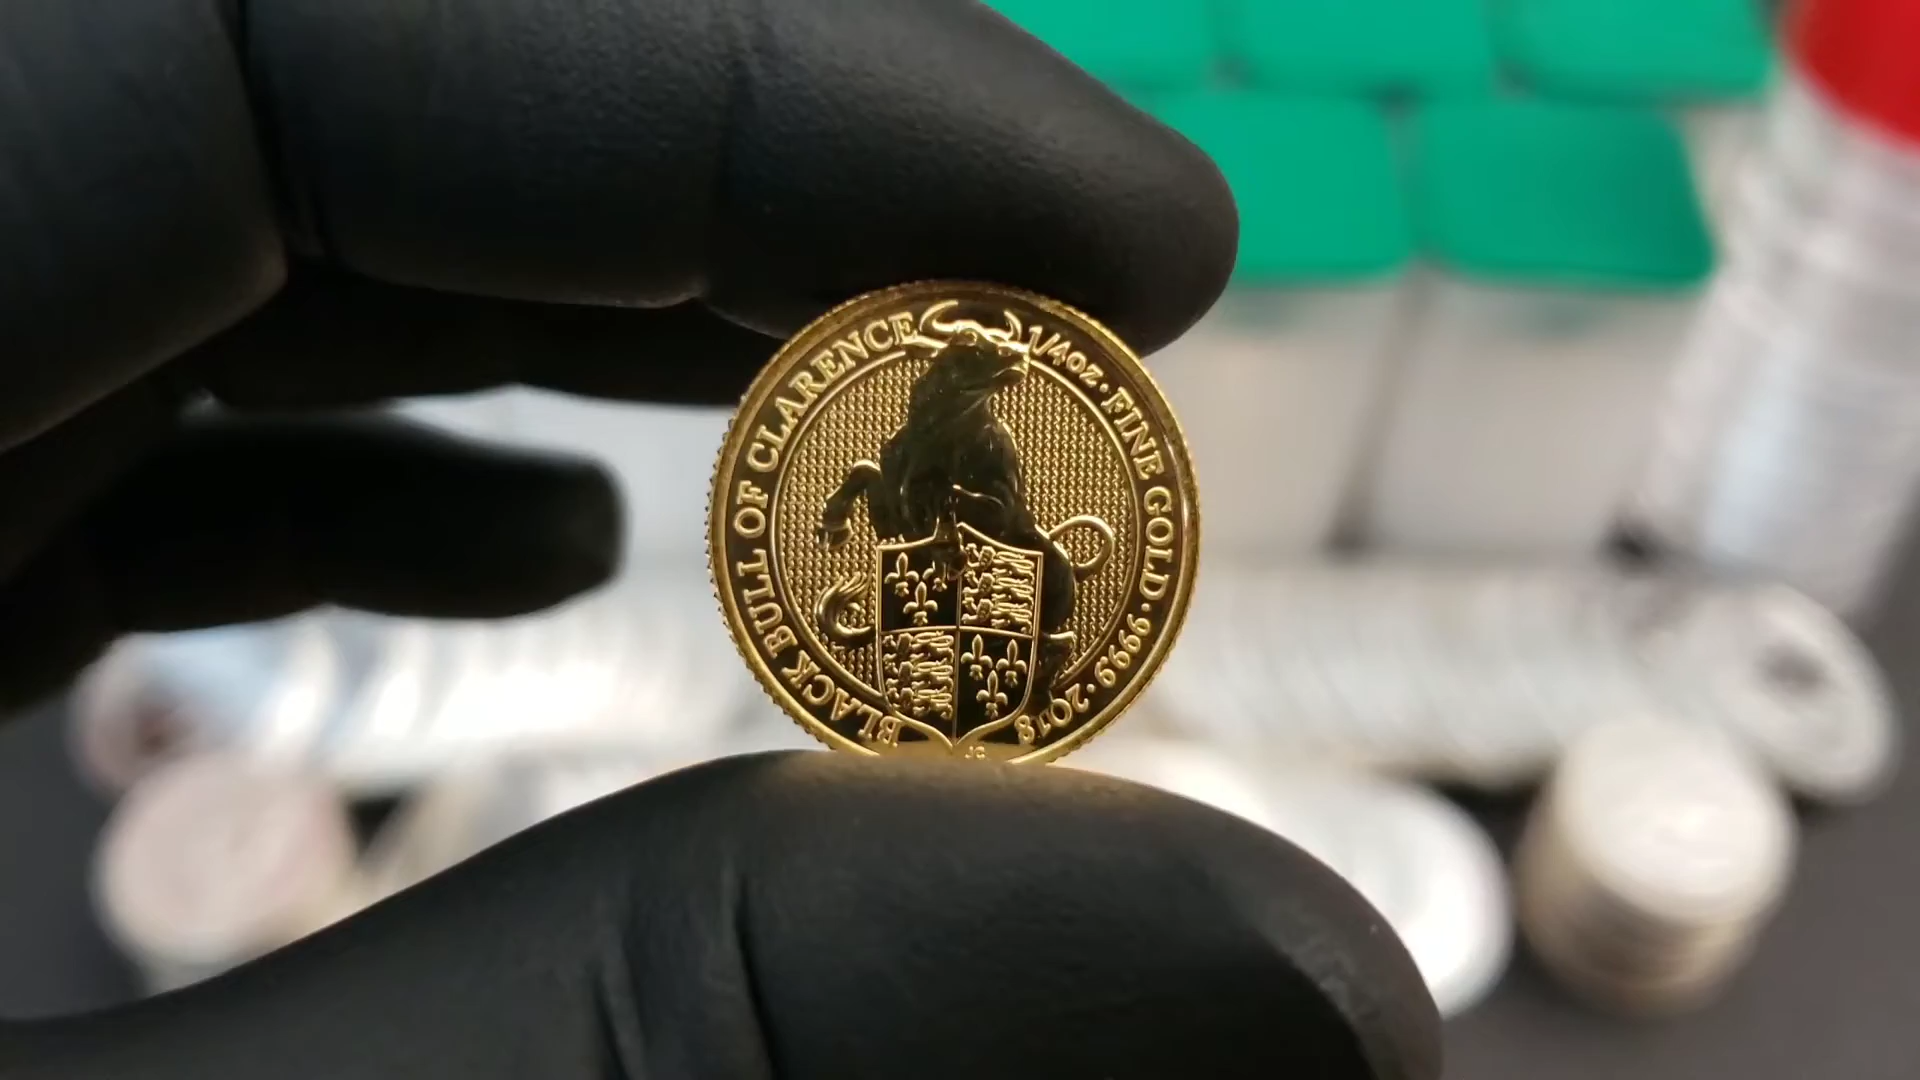 BLACK BULL OF CLARENCE
1/4oz · FINE GOLD · 9999 · 2018
JC